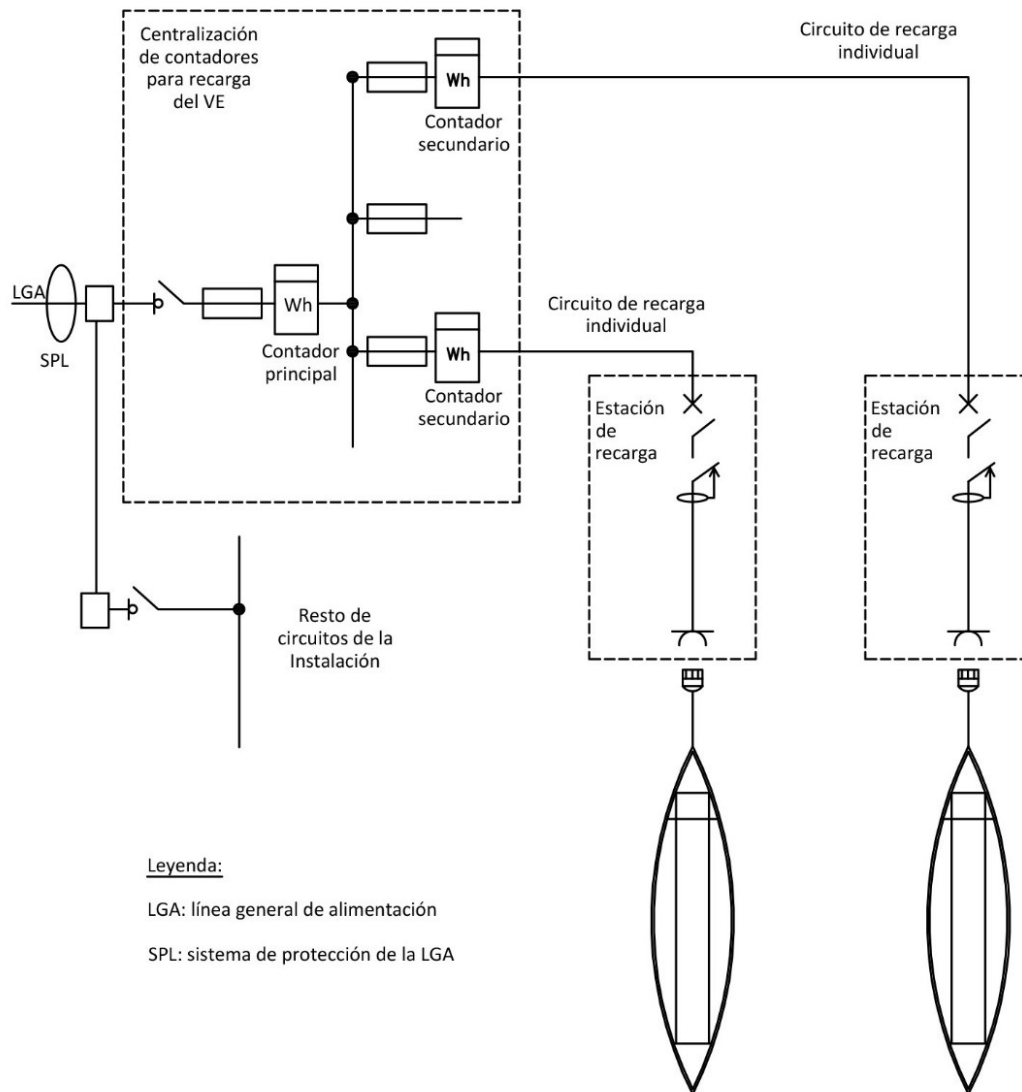 Centralización
de contadores
para recarga
del VE
Wh
Contador
secundario
Circuito de recarga
individual
LGA
SPL
Wh
Contador
principal
Wh
Contador
secundario
Circuito de recarga
individual
Estación
de
recarga
Estación
de
recarga
Resto de
circuitos de la
Instalación
Leyenda:
LGA: línea general de alimentación
SPL: sistema de protección de la LGA